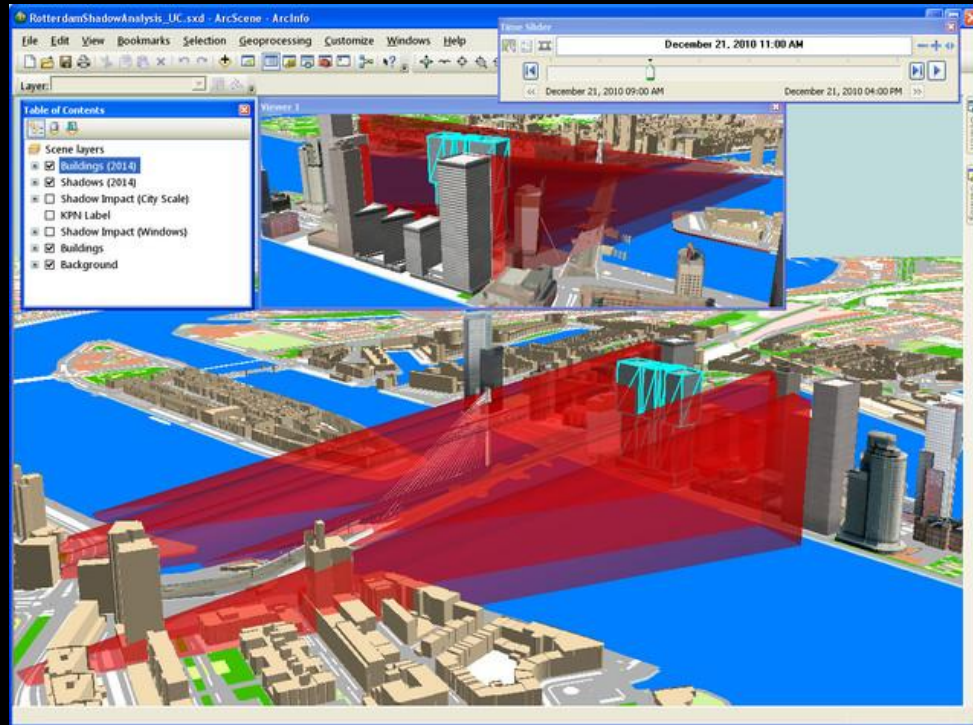 RotterdamShadowAnalysis_UC.sxd - ArcScene - ArcInfo
File Edit View Bookmarks Selection Geoprocessing Customize Windows Help
Layer:
Time Slider
December 21, 2010 11:00 AM
December 21, 2010 09:00 AM December 21, 2010 04:00 PM
Table of Contents
Scene layers
Buildings (2014)
Shadows (2014)
Shadow Impact (City Scale)
KPN Label
Shadow Impact (Windows)
Buildings
Background
Viewer 1